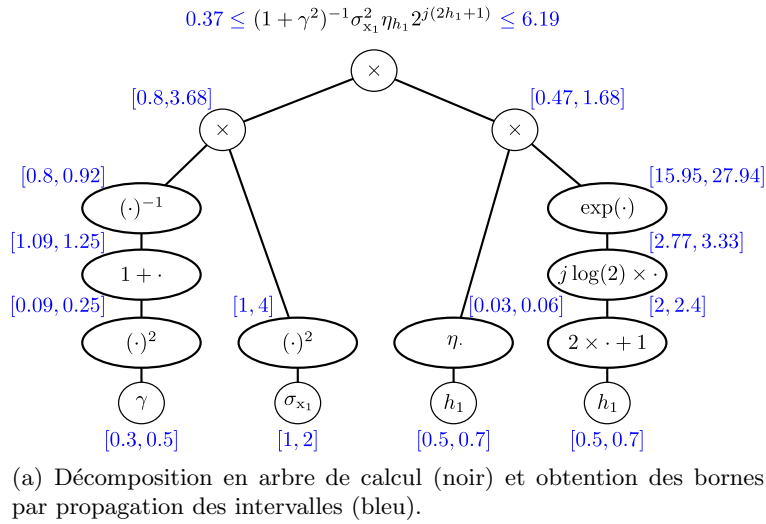 0.37 ≤ (1 + γ²)⁻¹σ²ₓ₁ηₕ₁2^{j(2h₁+1)} ≤ 6.19
×
[0.8,3.68]
[0.47, 1.68]
×
×
[0.8, 0.92]
[15.95, 27.94]
(·)⁻¹
exp(·)
[1.09, 1.25]
[2.77, 3.33]
1 + ·
j log(2) × ·
[0.09, 0.25]
[1, 4]
[0.03, 0.06]
[2, 2.4]
(·)²
(·)²
η.
2 × · + 1
γ
σₓ₁
h₁
h₁
[0.3, 0.5]
[1, 2]
[0.5, 0.7]
[0.5, 0.7]
(a) Décomposition en arbre de calcul (noir) et obtention des bornes
par propagation des intervalles (bleu).